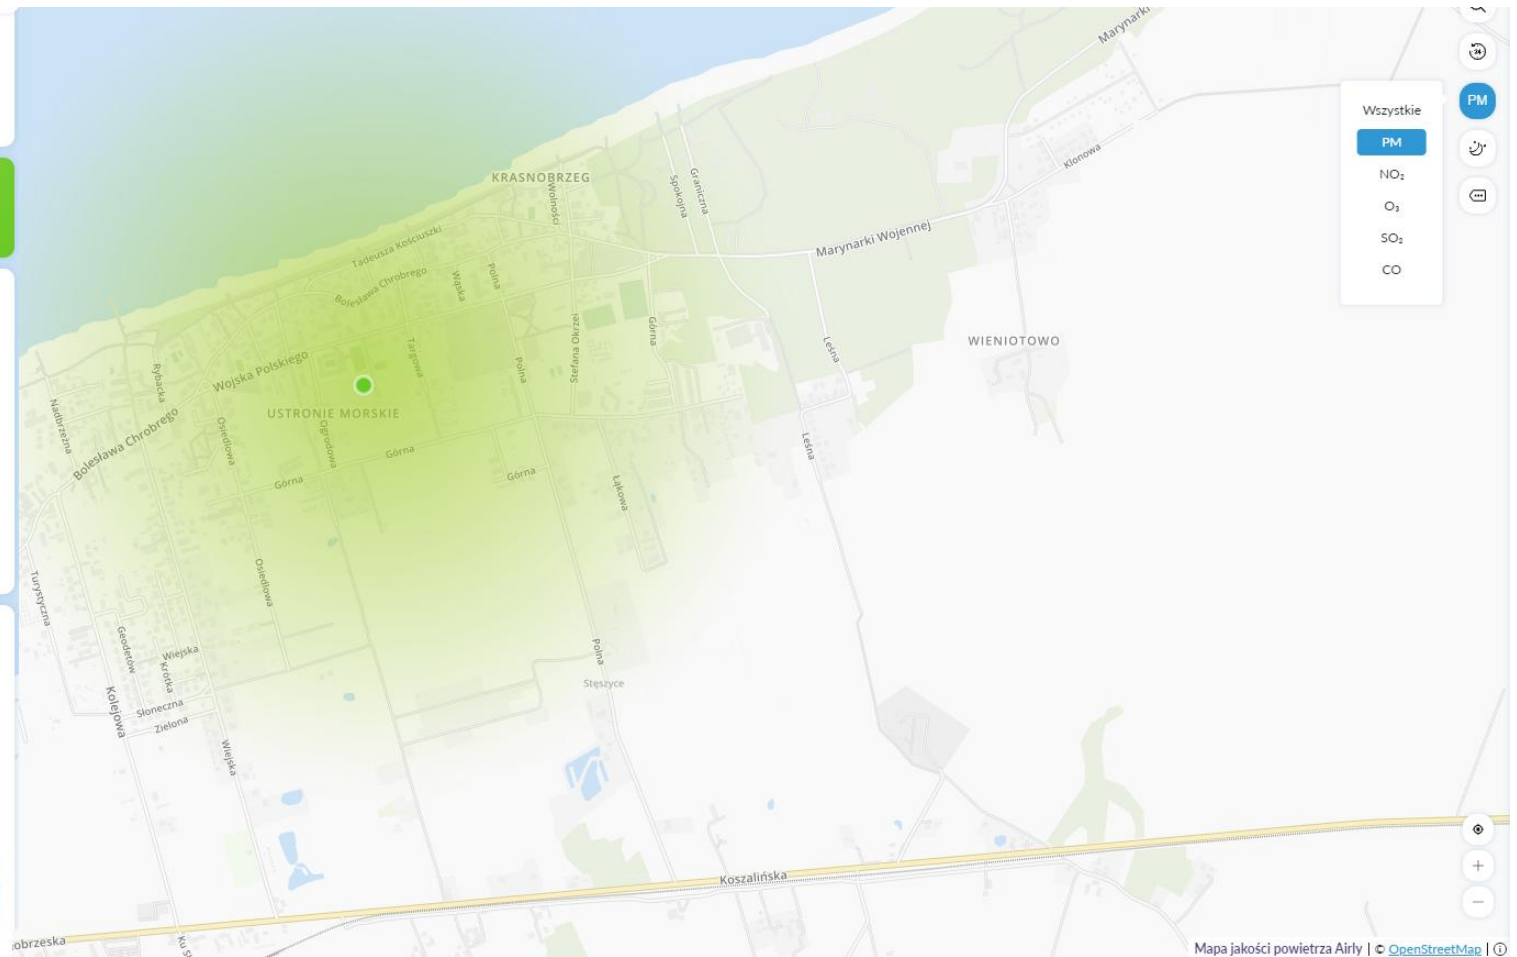 Marynarki
24
PM
Wszystkie
PM
NO₂
O₃
SO₂
CO
Klonowa
KRASNOBRZEG
Wolności
Spokojna
Graniczna
Marynarki Wojennej
Tadeusza Kościuszki
Bolesława Chrobrego
Wąska
Polna
Górna
Stefana Okrzei
Leśna
WIENIOTOWO
Targowa
Polna
Wojska Polskiego
Rybacka
Nadbrzeżna
Bolesława Chrobrego
USTRONIE MORSKIE
Osiedlowa
Ogrodowa
Górna
Górna
Górna
Leśna
Łąkowa
Osiedlowa
Turystyczna
Geodetów
Wiejska
Krótka
Polna
Stęszyce
Kolejowa
Słoneczna
Zielona
Wiejska
Koszalińska
obrzeska
Mapa jakości powietrza Airly | © OpenStreetMap |